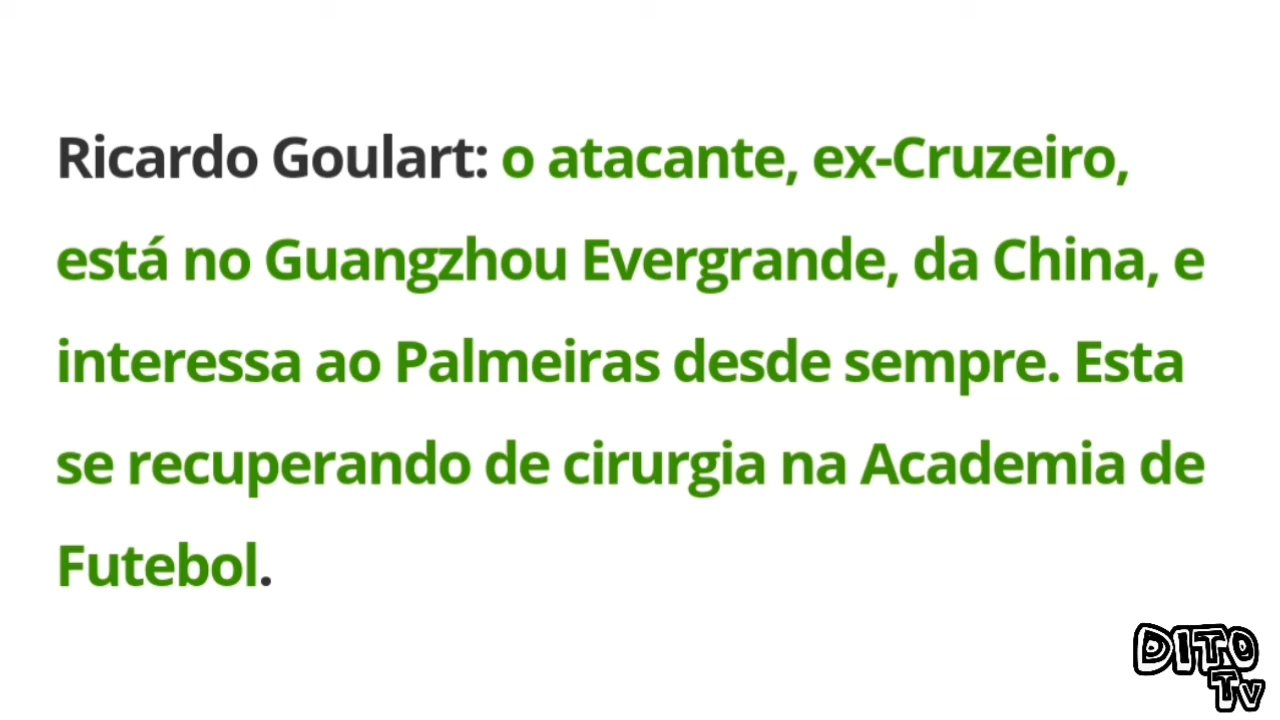 Ricardo Goulart: o atacante, ex-Cruzeiro,
está no Guangzhou Evergrande, da China, e
interessa ao Palmeiras desde sempre. Esta
se recuperando de cirurgia na Academia de
Futebol.
DITO
Tv